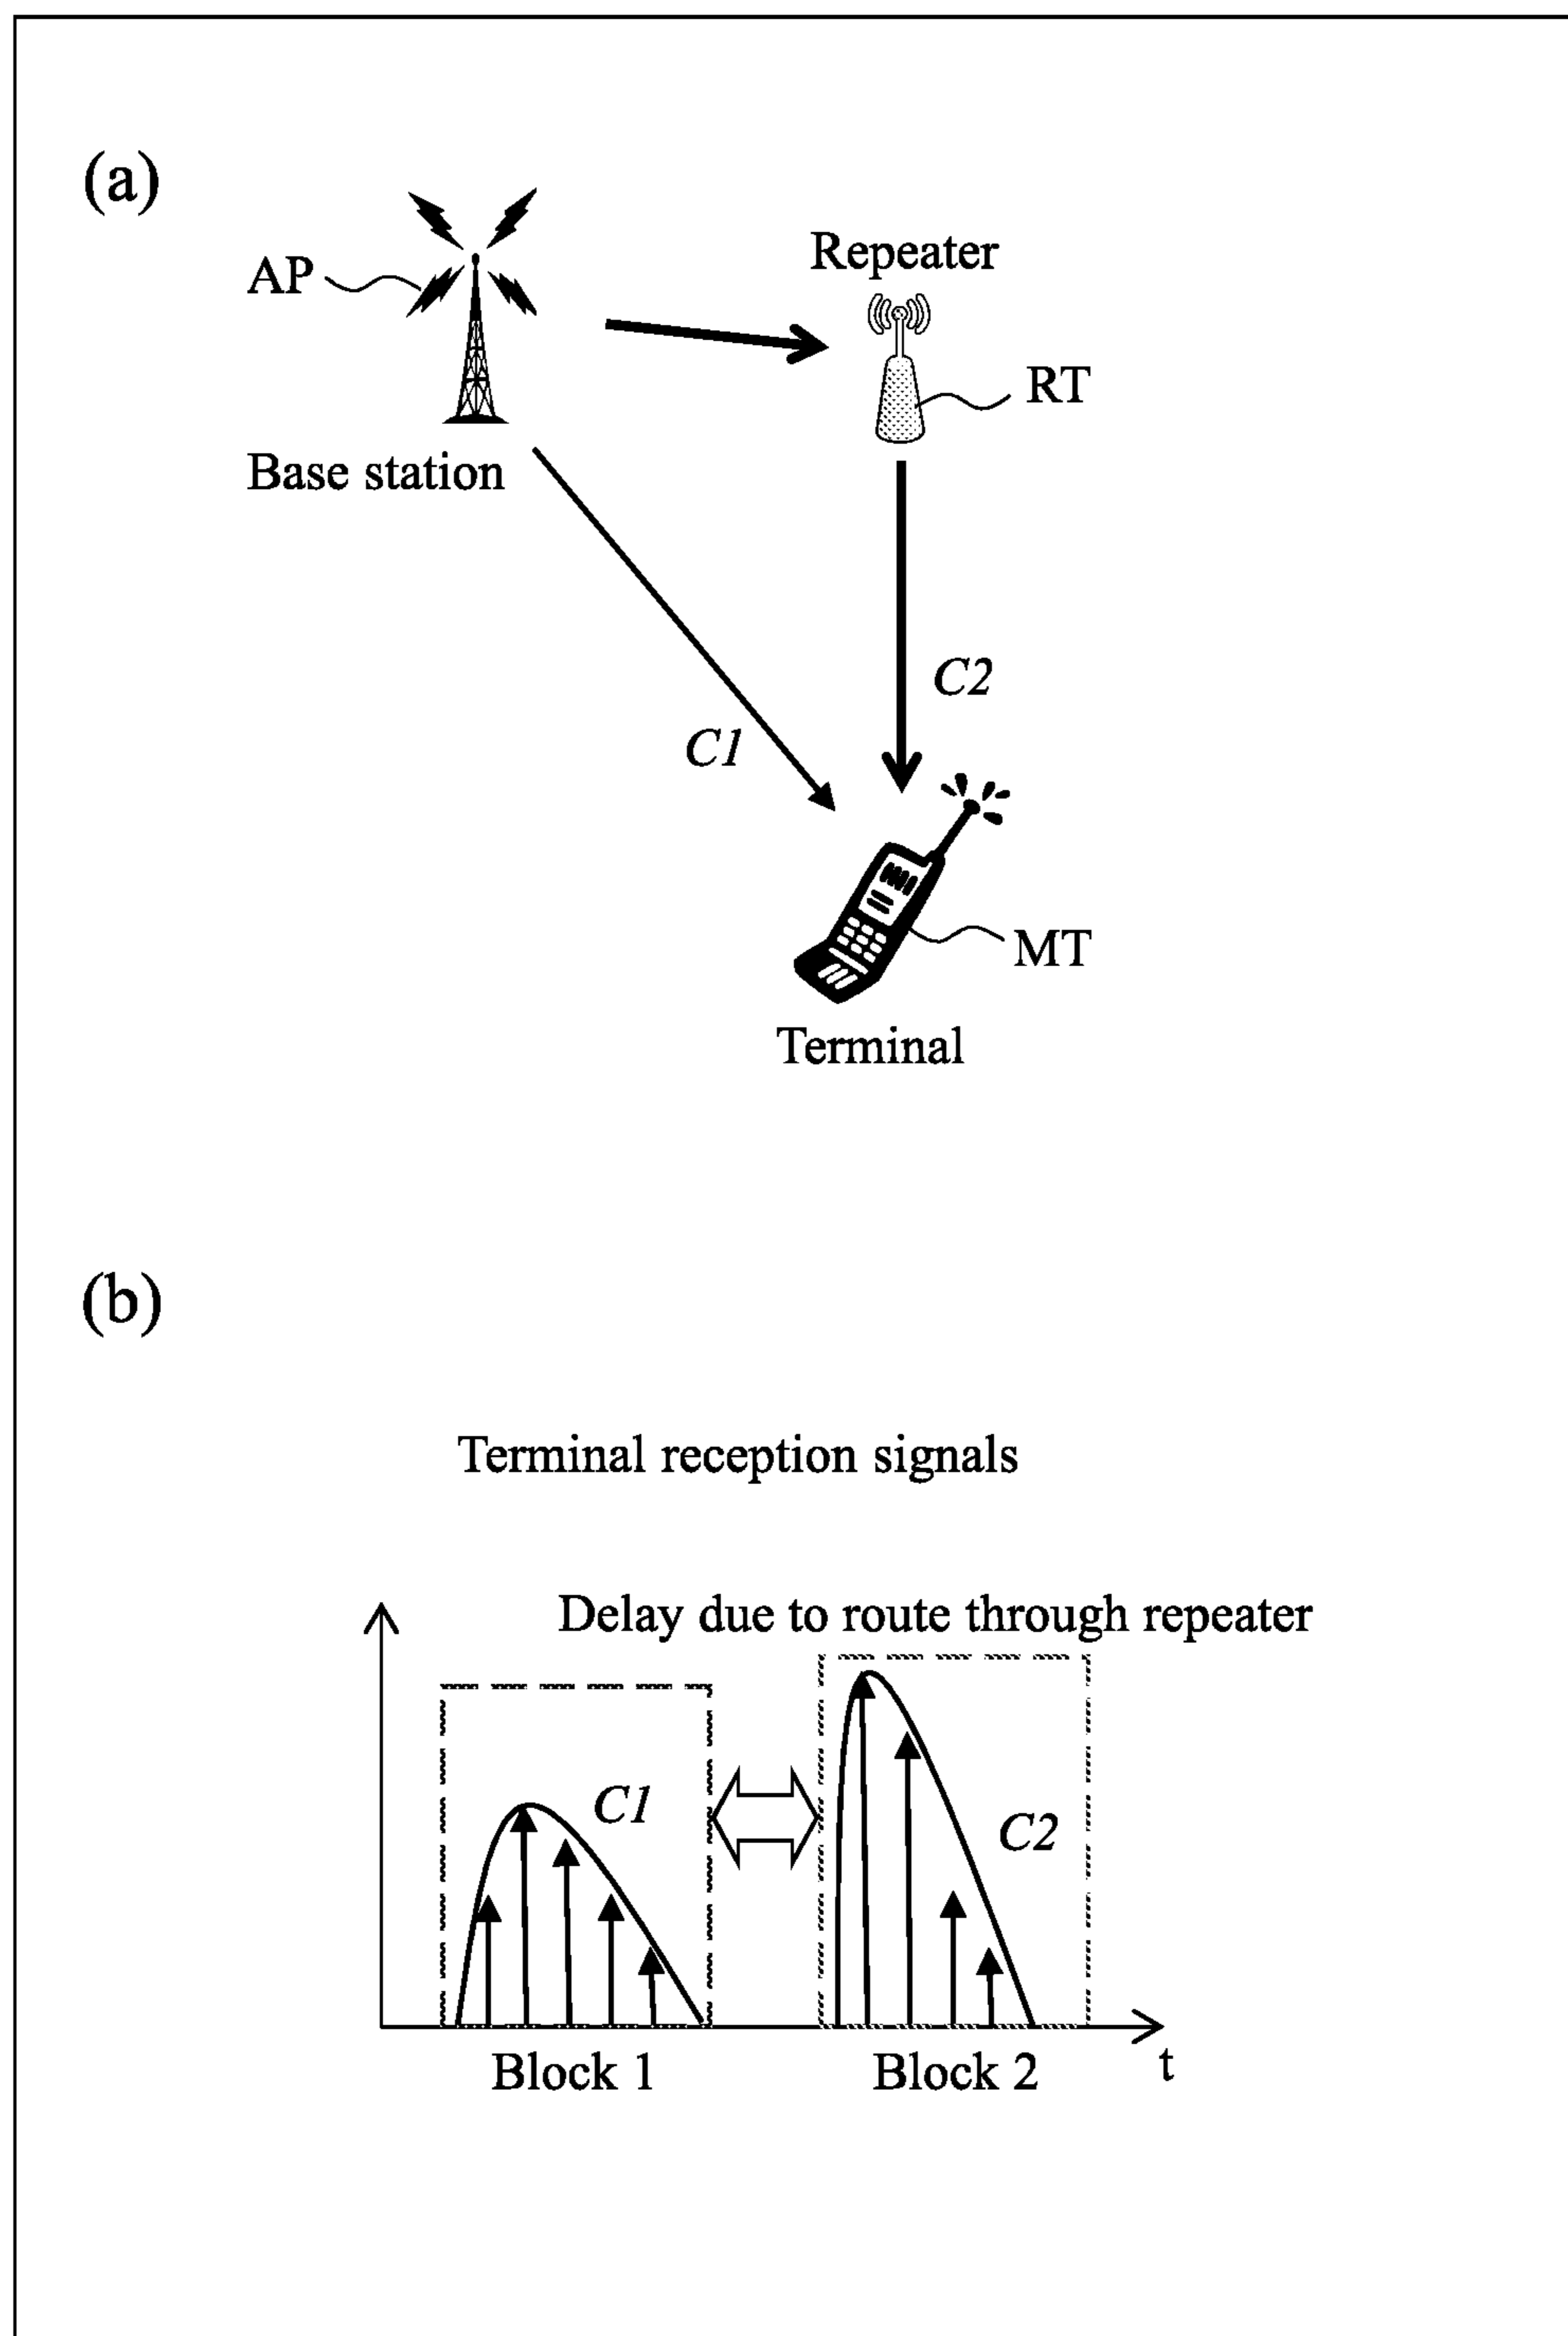 (a)
Repeater
AP
RT
Base station
C2
C1
MT
Terminal
(b)
Terminal reception signals
Delay due to route through repeater
C1
C2
Block 1
Block 2
t